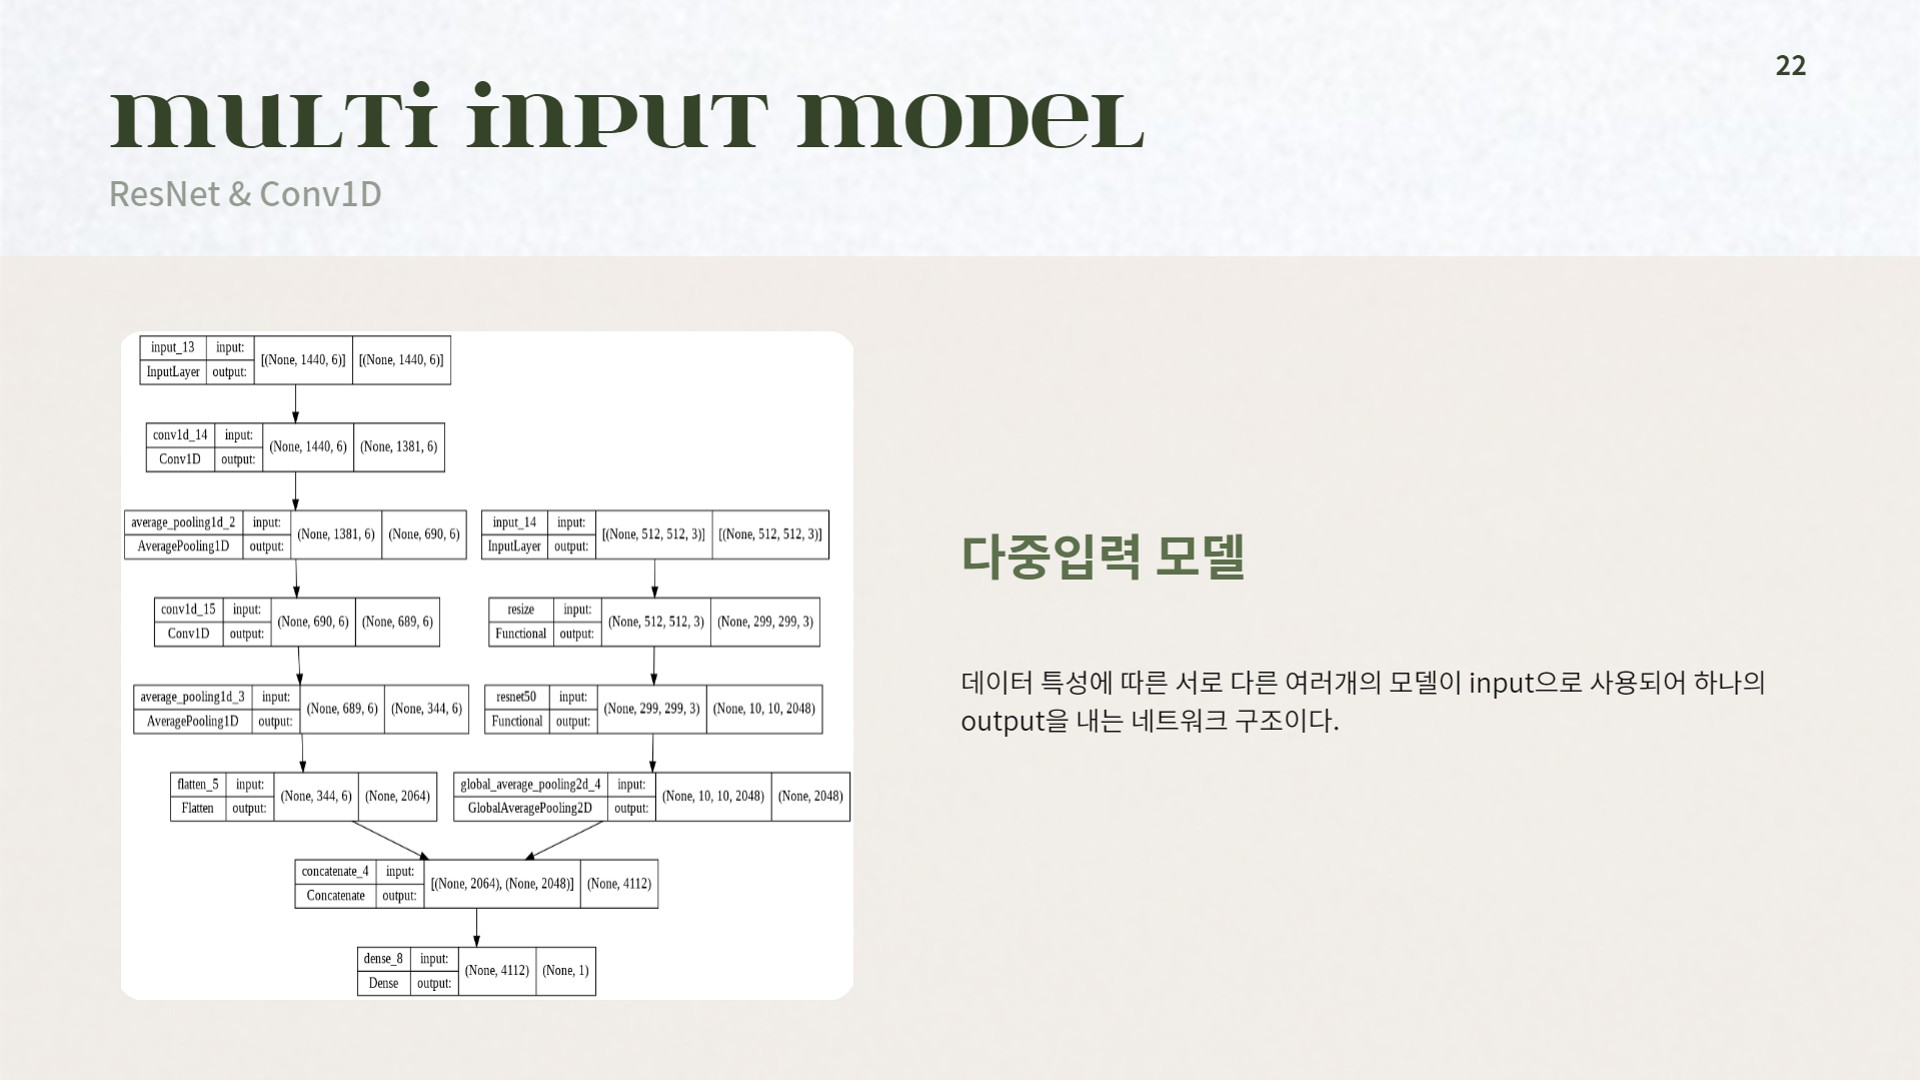 22
MULTi iNPUT MODEL
ResNet & Conv1D
input_13 input: [(None, 1440, 6)] [(None, 1440, 6)]
InputLayer output:
conv1d_14 input: (None, 1440, 6) (None, 1381, 6)
Conv1D output:
average_pooling1d_2 input: (None, 1381, 6) (None, 690, 6)
AveragePooling1D output:
input_14 input: [(None, 512, 512, 3)] [(None, 512, 512, 3)]
InputLayer output:
conv1d_15 input: (None, 690, 6) (None, 689, 6)
Conv1D output:
resize input: (None, 512, 512, 3) (None, 299, 299, 3)
Functional output:
average_pooling1d_3 input: (None, 689, 6) (None, 344, 6)
AveragePooling1D output:
resnet50 input: (None, 299, 299, 3) (None, 10, 10, 2048)
Functional output:
flatten_5 input: (None, 344, 6) (None, 2064)
Flatten output:
global_average_pooling2d_4 input: (None, 10, 10, 2048) (None, 2048)
GlobalAveragePooling2D output:
concatenate_4 input: [(None, 2064), (None, 2048)] (None, 4112)
Concatenate output:
dense_8 input: (None, 4112) (None, 1)
Dense output:
다중입력 모델
데이터 특성에 따른 서로 다른 여러개의 모델이 input으로 사용되어 하나의
output을 내는 네트워크 구조이다.